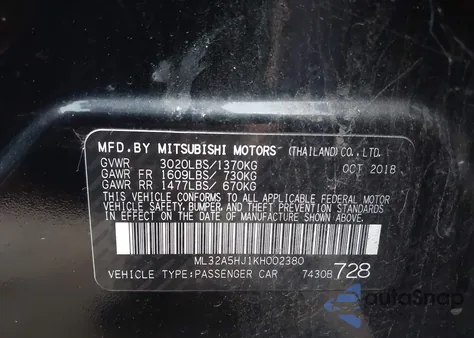 MFD.BY MITSUBISHI MOTORS (THAILAND) CO., LTD.
GVWR 3020LBS/1370KG OCT 2018
GAWR FR 1609LBS/ 730KG
GAWR RR 1477LBS/ 670KG
THIS VEHICLE CONFORMS TO ALL APPLICABLE
FEDERAL MOTOR VEHICLE
SAFETY, BUMPER, AND THEFT PREVENTION STANDARDS
IN EFFECT ON THE DATE OF MANUFACTURE SHOWN ABOVE.
ML32A5HJ1KH002380
VEHICLE TYPE:PASSENGER CAR 7430B 728
autoSnap